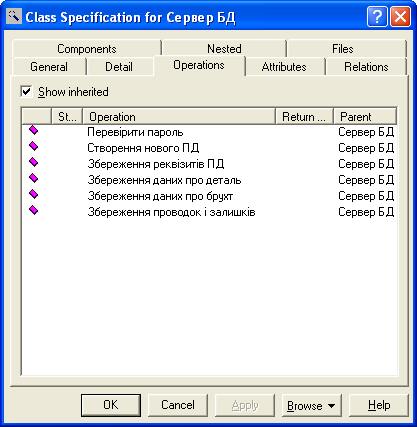 Class Specification for Сервер БД
Components Nested Files
General Detail Operations Attributes Relations
Show inherited
St... Operation Return ... Parent
Перевірити пароль Сервер БД
Створення нового ПД Сервер БД
Збереження реквізитів ПД Сервер БД
Збереження даних про деталь Сервер БД
Збереження даних про брухт Сервер БД
Збереження проводок і залишків Сервер БД
OK Cancel Apply Browse Help